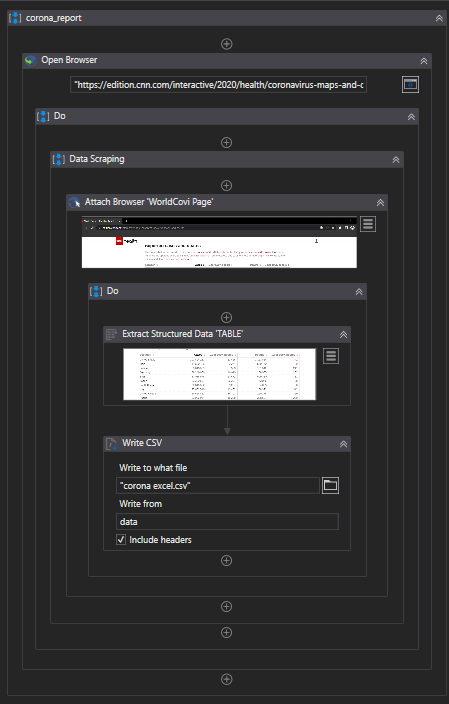 corona_report
Open Browser
"https://edition.cnn.com/interactive/2020/health/coronavirus-maps-and-c
Do
Data Scraping
Attach Browser 'WorldCovi Page'
health
Do
Extract Structured Data 'TABLE'
Write CSV
Write to what file
"corona excel.csv"
Write from
data
Include headers